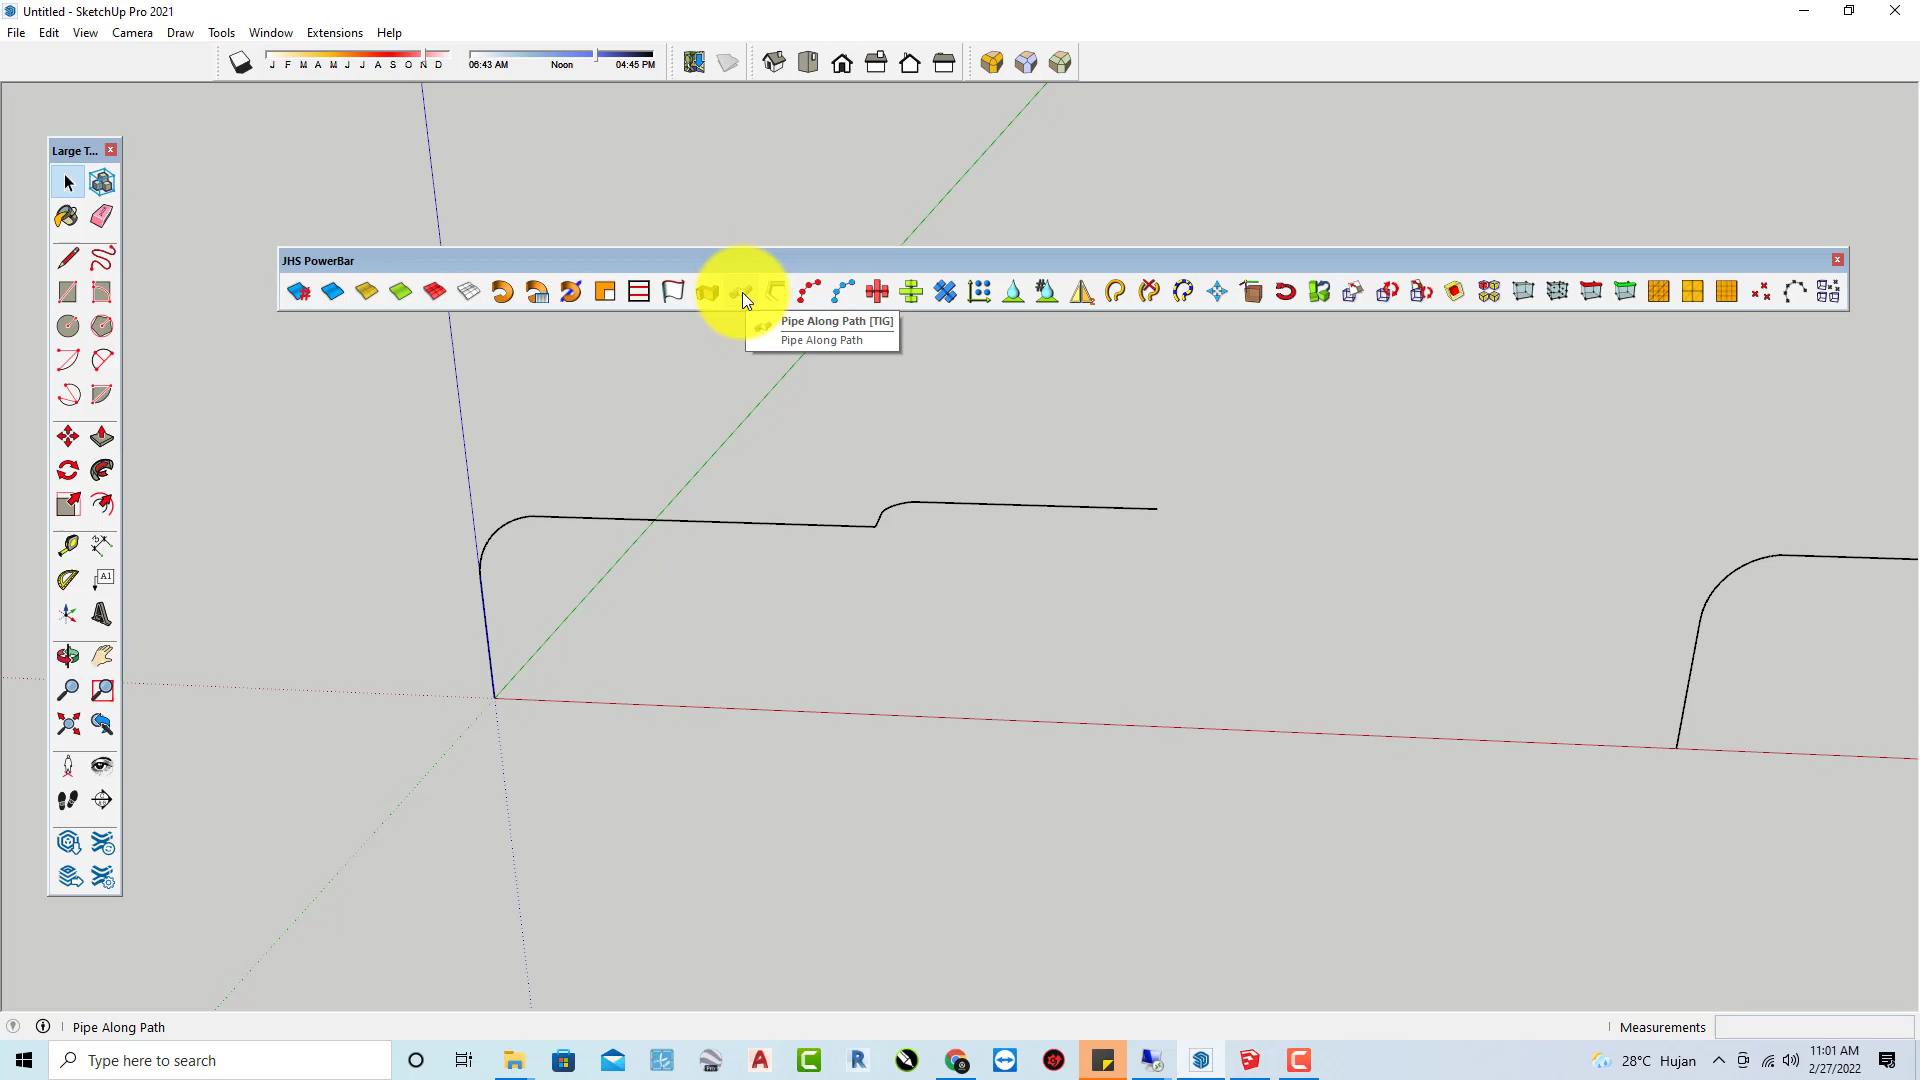 Untitled - SketchUp Pro 2021
File Edit View Camera Draw Tools Window Extensions Help
J F M A M J J A S O N D
06:43 AM Noon 04:45 PM
Large T...
JHS PowerBar
Pipe Along Path [TIG]
Pipe Along Path
A1
Pipe Along Path
Measurements
Type here to search
28°C Hujan
11:01 AM
2/27/2022